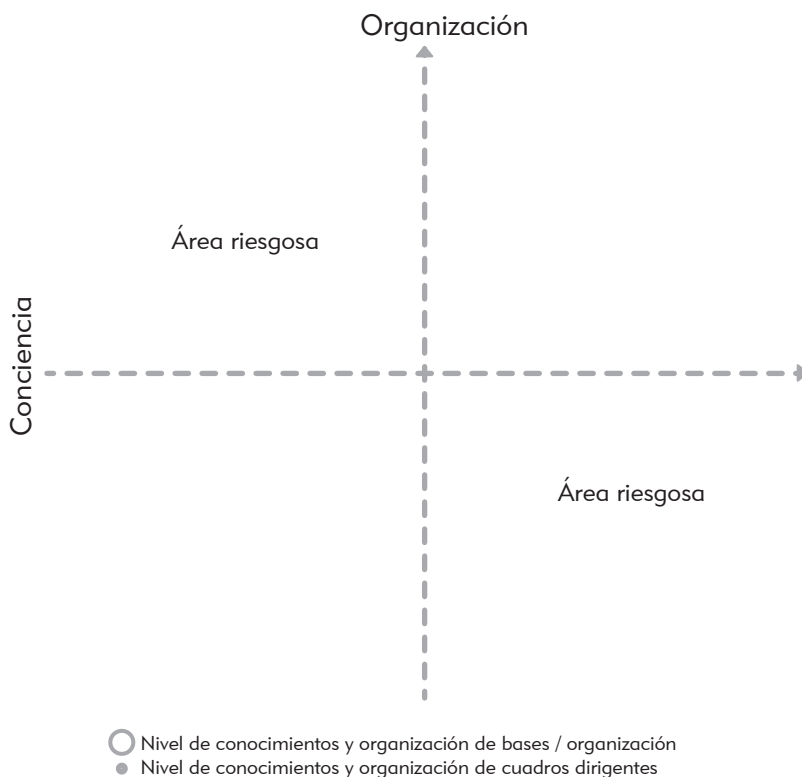 Organización
Área riesgosa
Conciencia
Área riesgosa
Nivel de conocimientos y organización de bases / organización
Nivel de conocimientos y organización de cuadros dirigentes